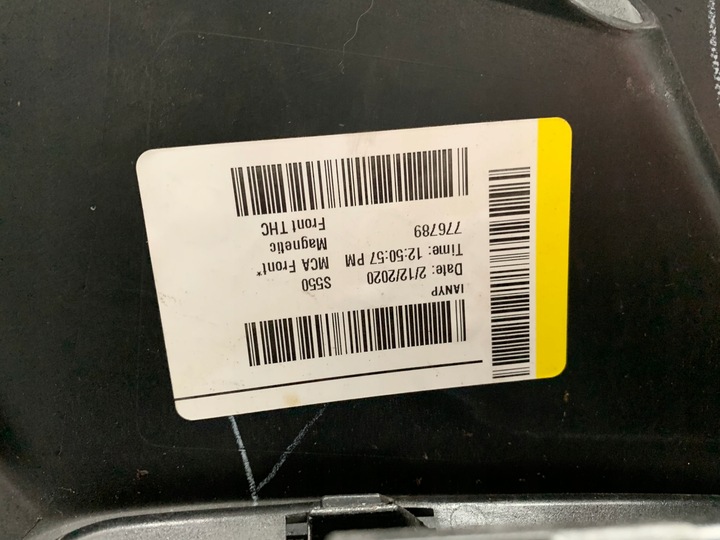 IANYP
Date: 2/12/2020
Time: 12:50:57 PM
776789
S550
MCA Front*
Magnetic
Front THC